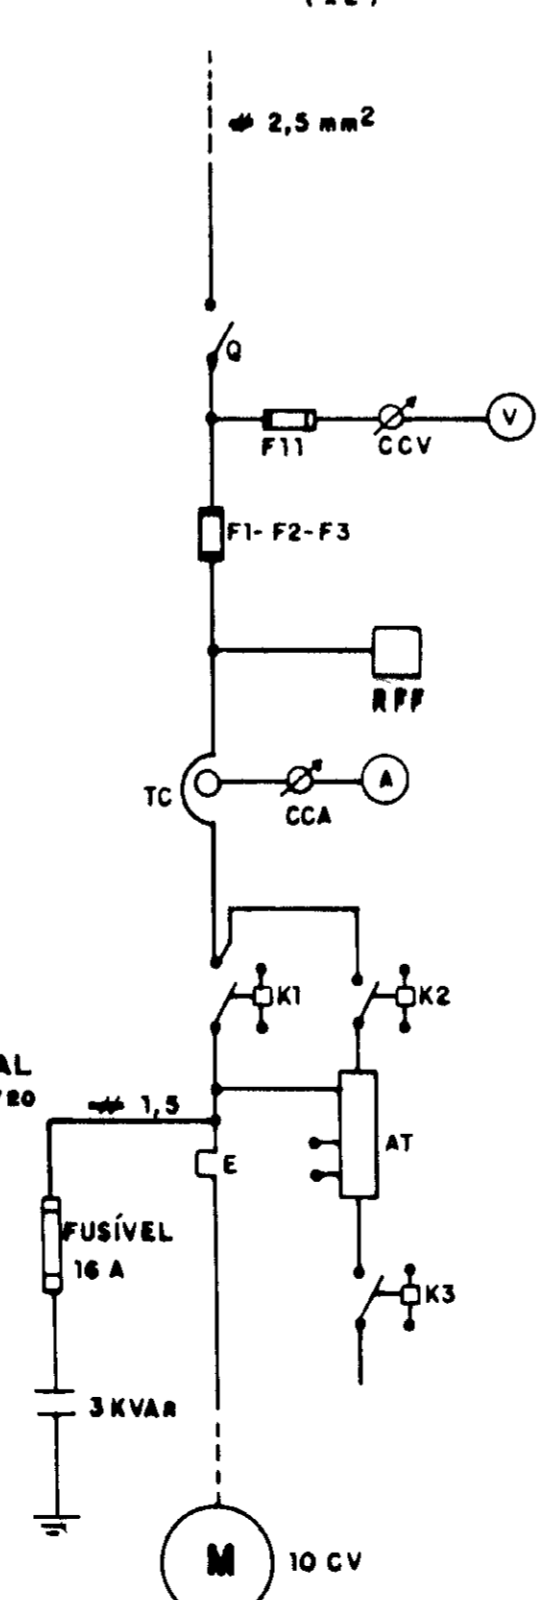 2,5 mm²
Q
V
F11
CCV
F1-F2-F3
RFF
TC
A
CCA
K1
K2
AL
1,5
E
AT
FUSÍVEL
16 A
K3
3 KVAR
M
10 CV